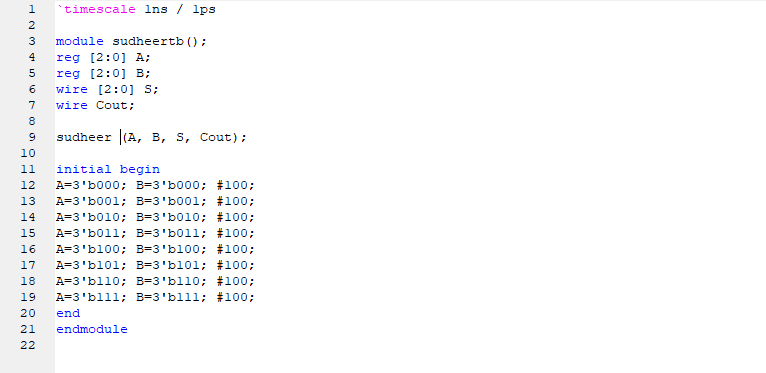 1 `timescale 1ns / 1ps
2
3 module sudheertb();
4 reg [2:0] A;
5 reg [2:0] B;
6 wire [2:0] S;
7 wire Cout;
8
9 sudheer (A, B, S, Cout);
10
11 initial begin
12 A=3'b000; B=3'b000; #100;
13 A=3'b001; B=3'b001; #100;
14 A=3'b010; B=3'b010; #100;
15 A=3'b011; B=3'b011; #100;
16 A=3'b100; B=3'b100; #100;
17 A=3'b101; B=3'b101; #100;
18 A=3'b110; B=3'b110; #100;
19 A=3'b111; B=3'b111; #100;
20 end
21 endmodule
22